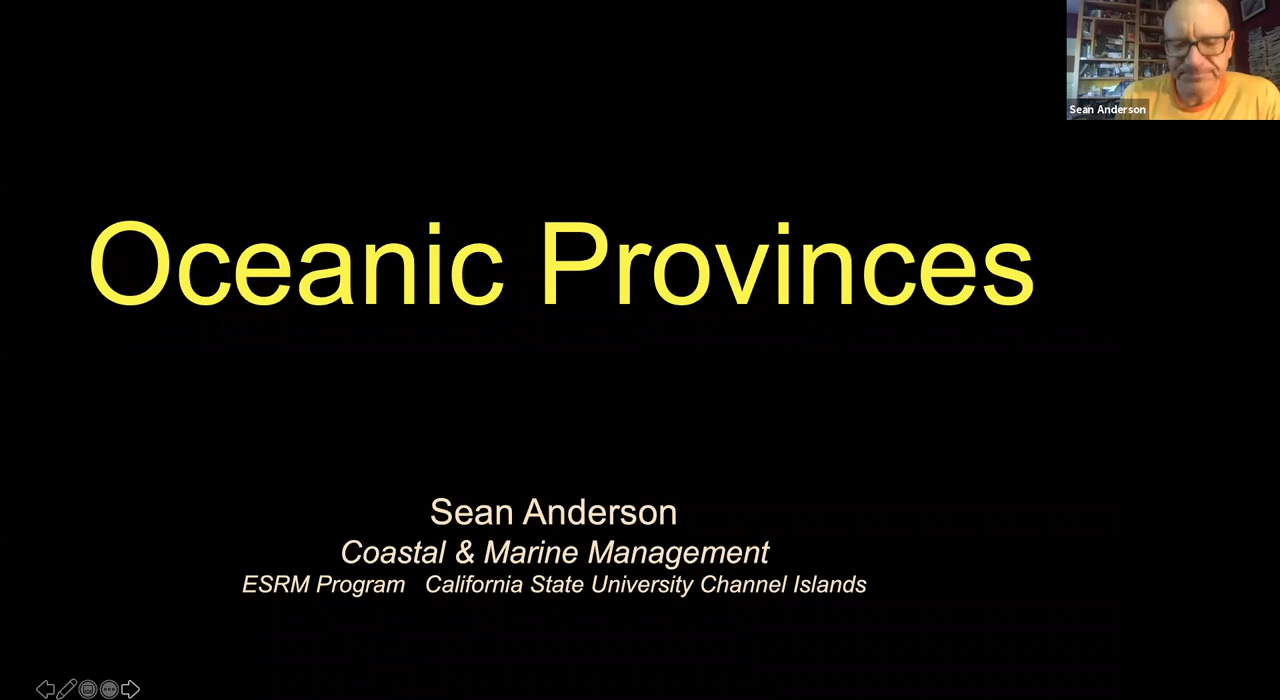 Sean Anderson
Oceanic Provinces
Sean Anderson
Coastal & Marine Management
ESRM Program California State University Channel Islands